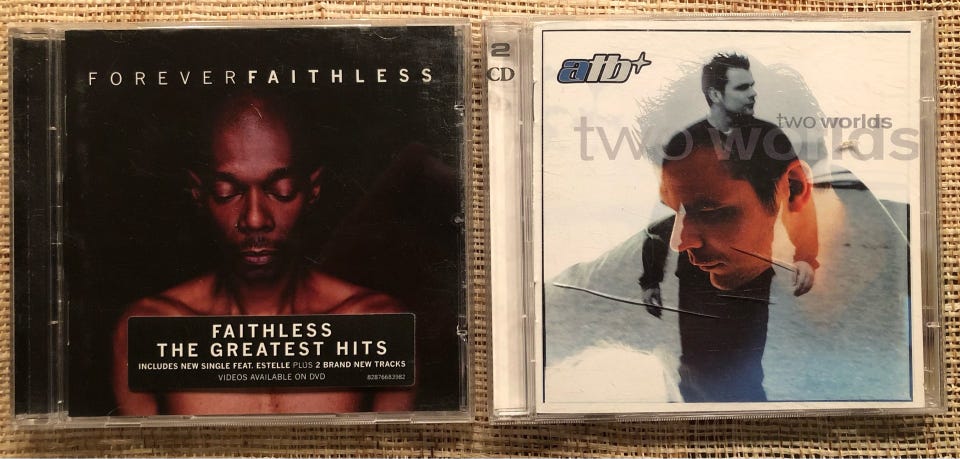 FOREVERFAITHLESS
FAITHLESS
THE GREATEST HITS
INCLUDES NEW SINGLE FEAT. ESTELLE PLUS 2 BRAND NEW TRACKS
VIDEOS AVAILABLE ON DVD 82876683982
2
CD
atb
two worlds
two worlds